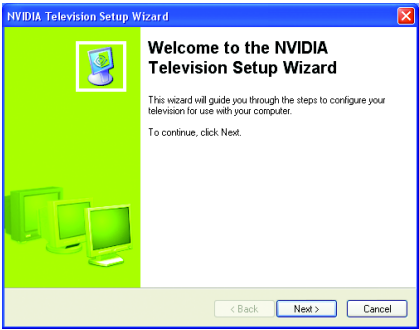 NVIDIA Television Setup Wizard
Welcome to the NVIDIA
Television Setup Wizard
This wizard will guide you through the steps to configure your
television for use with your computer.
To continue, click Next.
< Back
Next >
Cancel